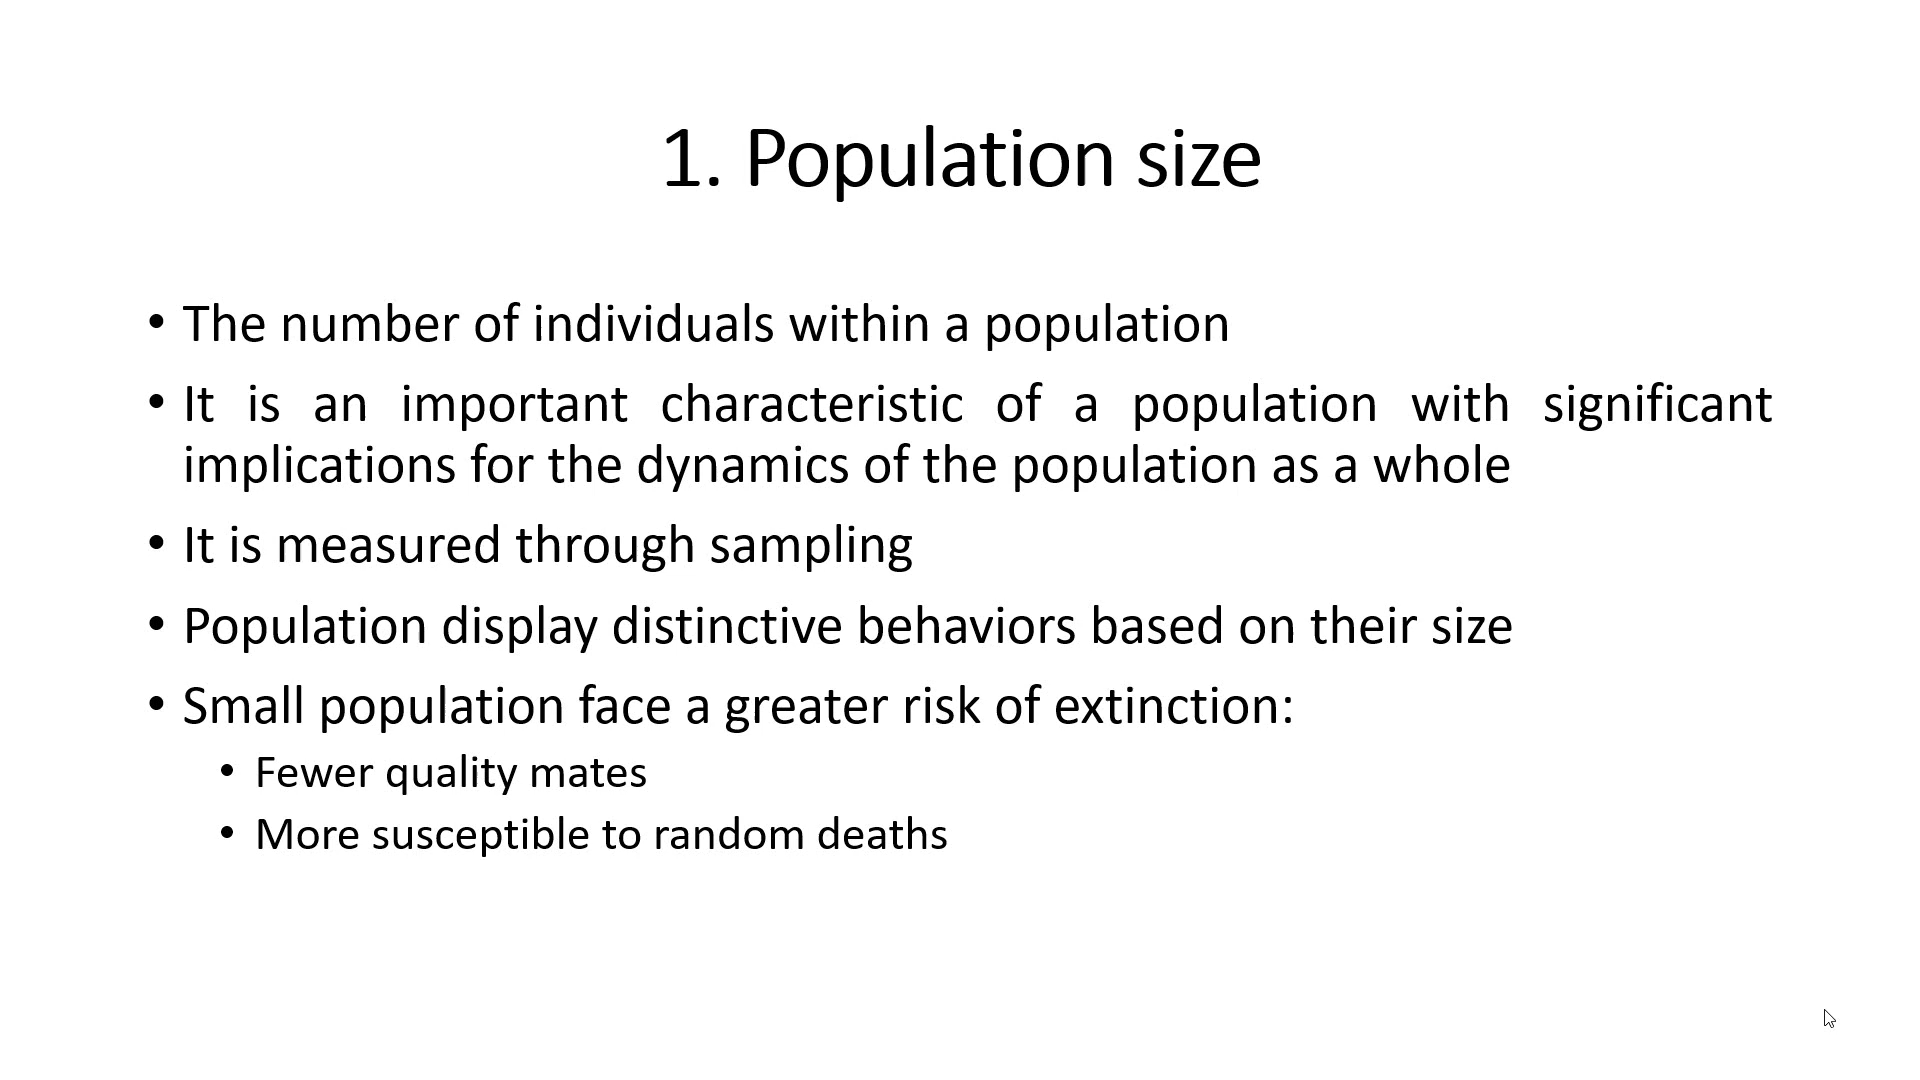 1. Population size
• The number of individuals within a population
• It is an important characteristic of a population with significant
implications for the dynamics of the population as a whole
• It is measured through sampling
• Population display distinctive behaviors based on their size
• Small population face a greater risk of extinction:
• Fewer quality mates
• More susceptible to random deaths